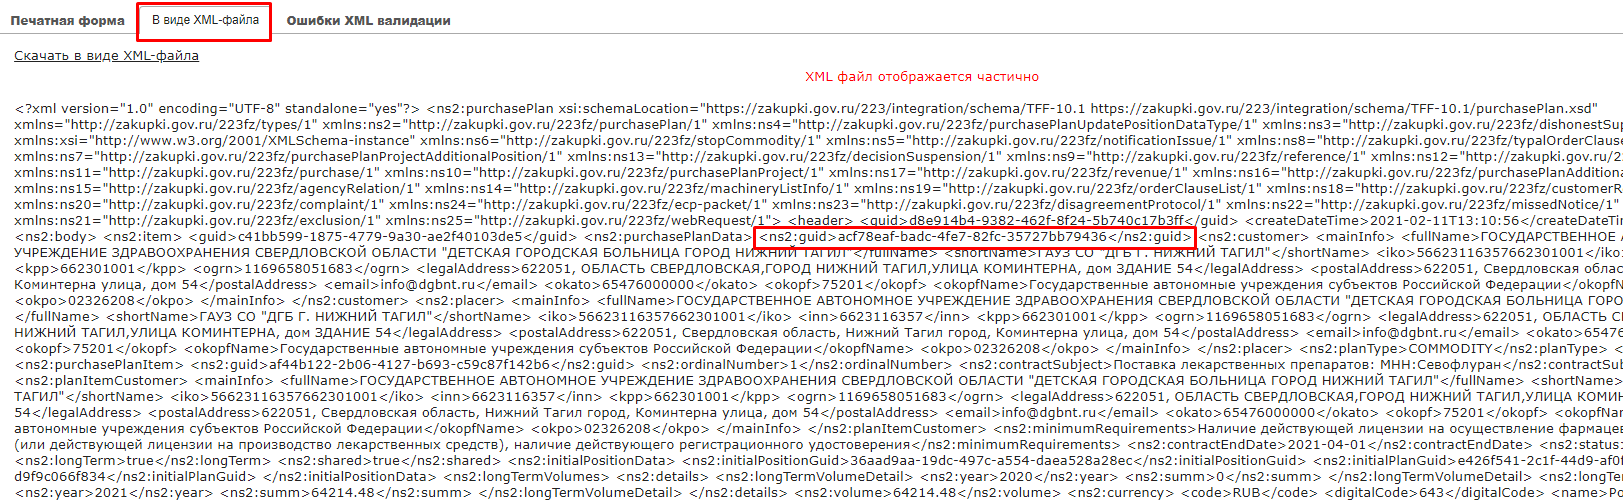 Печатная форма В виде XML-файла Ошибки XML валидации
Скачать в виде XML-файла
XML файл отображается частично
<?xml version="1.0" encoding="UTF-8" standalone="yes"?> <ns2:purchasePlan xsi:schemaLocation="https://zakupki.gov.ru/223/integration/schema/TFF-10.1 https://zakupki.gov.ru/223/integration/schema/TFF-10.1/purchasePlan.xsd"
xmlns="http://zakupki.gov.ru/223fz/types/1" xmlns:ns2="http://zakupki.gov.ru/223fz/purchasePlan/1" xmlns:ns4="http://zakupki.gov.ru/223fz/purchasePlanUpdatePositionDataType/1" xmlns:ns3="http://zakupki.gov.ru/223fz/dishonestSup
xmlns:xsi="http://www.w3.org/2001/XMLSchema-instance" xmlns:ns6="http://zakupki.gov.ru/223fz/stopCommodity/1" xmlns:ns5="http://zakupki.gov.ru/223fz/notificationIssue/1" xmlns:ns8="http://zakupki.gov.ru/223fz/typalOrderClause
xmlns:ns7="http://zakupki.gov.ru/223fz/purchasePlanProjectAdditionalPosition/1" xmlns:ns13="http://zakupki.gov.ru/223fz/decisionSuspension/1" xmlns:ns9="http://zakupki.gov.ru/223fz/reference/1" xmlns:ns12="http://zakupki.gov.ru
xmlns:ns11="http://zakupki.gov.ru/223fz/purchase/1" xmlns:ns10="http://zakupki.gov.ru/223fz/purchasePlanProject/1" xmlns:ns17="http://zakupki.gov.ru/223fz/revenue/1" xmlns:ns16="http://zakupki.gov.ru/223fz/purchasePlanAdditiona
xmlns:ns15="http://zakupki.gov.ru/223fz/agencyRelation/1" xmlns:ns14="http://zakupki.gov.ru/223fz/machineryListInfo/1" xmlns:ns19="http://zakupki.gov.ru/223fz/orderClauseList/1" xmlns:ns18="http://zakupki.gov.ru/223fz/customerR
xmlns:ns20="http://zakupki.gov.ru/223fz/complaint/1" xmlns:ns24="http://zakupki.gov.ru/223fz/ecp-packet/1" xmlns:ns23="http://zakupki.gov.ru/223fz/disagreementProtocol/1" xmlns:ns22="http://zakupki.gov.ru/223fz/missedNotice/1"
xmlns:ns21="http://zakupki.gov.ru/223fz/exclusion/1" xmlns:ns25="http://zakupki.gov.ru/223fz/webRequest/1"> <header> <guid>d8e914b4-9382-462f-8f24-5b740c17b3ff</guid> <createDateTime>2021-02-11T13:10:56</createDateTim
<ns2:body> <ns2:item> <guid>c41bb599-1875-4779-9a30-ae2f40103de5</guid> <ns2:purchasePlanData> <ns2:guid>acf78eaf-badc-4fe7-82fc-35727bb79436</ns2:guid> <ns2:customer> <mainInfo> <fullName>ГОСУДАРСТВЕННОЕ А
УЧРЕЖДЕНИЕ ЗДРАВООХРАНЕНИЯ СВЕРДЛОВСКОЙ ОБЛАСТИ "ДЕТСКАЯ ГОРОДСКАЯ БОЛЬНИЦА ГОРОД НИЖНИЙ ТАГИЛ"</fullName> <shortName>ГАУЗ СО "ДГБ Г. НИЖНИЙ ТАГИЛ"</shortName> <iko>56623116357662301001</iko>
<kpp>662301001</kpp> <ogrn>1169658051683</ogrn> <legalAddress>622051, ОБЛАСТЬ СВЕРДЛОВСКАЯ,ГОРОД НИЖНИЙ ТАГИЛ,УЛИЦА КОМИНТЕРНА, дом ЗДАНИЕ 54</legalAddress> <postalAddress>622051, Свердловская облас
Коминтерна улица, дом 54</postalAddress> <email>info@dgbnt.ru</email> <okato>65476000000</okato> <okopf>75201</okopf> <okopfName>Государственные автономные учреждения субъектов Российской Федерации</okopfN
<okpo>02326208</okpo> </mainInfo> </ns2:customer> <ns2:placer> <mainInfo> <fullName>ГОСУДАРСТВЕННОЕ АВТОНОМНОЕ УЧРЕЖДЕНИЕ ЗДРАВООХРАНЕНИЯ СВЕРДЛОВСКОЙ ОБЛАСТИ "ДЕТСКАЯ ГОРОДСКАЯ БОЛЬНИЦА ГОРО
</fullName> <shortName>ГАУЗ СО "ДГБ Г. НИЖНИЙ ТАГИЛ"</shortName> <iko>56623116357662301001</iko> <inn>6623116357</inn> <kpp>662301001</kpp> <ogrn>1169658051683</ogrn> <legalAddress>622051, ОБЛАСТЬ С
НИЖНИЙ ТАГИЛ,УЛИЦА КОМИНТЕРНА, дом ЗДАНИЕ 54</legalAddress> <postalAddress>622051, Свердловская область, Нижний Тагил город, Коминтерна улица, дом 54</postalAddress> <email>info@dgbnt.ru</email> <okato>6547
<okopf>75201</okopf> <okopfName>Государственные автономные учреждения субъектов Российской Федерации</okopfName> <okpo>02326208</okpo> </mainInfo> </ns2:placer> <ns2:planType>COMMODITY</ns2:planType> <
<ns2:purchasePlanItem> <ns2:guid>af44b122-2b06-4127-b693-c59c87f142b6</ns2:guid> <ns2:ordinalNumber>1</ns2:ordinalNumber> <ns2:contractSubject>Поставка лекарственных препаратов: МНН:Севофлуран</ns2:contractSub
<ns2:planItemCustomer> <mainInfo> <fullName>ГОСУДАРСТВЕННОЕ АВТОНОМНОЕ УЧРЕЖДЕНИЕ ЗДРАВООХРАНЕНИЯ СВЕРДЛОВСКОЙ ОБЛАСТИ "ДЕТСКАЯ ГОРОДСКАЯ БОЛЬНИЦА ГОРОД НИЖНИЙ ТАГИЛ"</fullName> <shortName>
ТАГИЛ"</shortName> <iko>56623116357662301001</iko> <inn>6623116357</inn> <kpp>662301001</kpp> <ogrn>1169658051683</ogrn> <legalAddress>622051, ОБЛАСТЬ СВЕРДЛОВСКАЯ,ГОРОД НИЖНИЙ ТАГИЛ,УЛИЦА КОМИН
54</legalAddress> <postalAddress>622051, Свердловская область, Нижний Тагил город, Коминтерна улица, дом 54</postalAddress> <email>info@dgbnt.ru</email> <okato>65476000000</okato> <okopf>75201</okopf> <okopfNar
автономные учреждения субъектов Российской Федерации</okopfName> <okpo>02326208</okpo> </mainInfo> </ns2:planItemCustomer> <ns2:minimumRequirements>Наличие действующей лицензии на осуществление фармацев
(или действующей лицензии на производство лекарственных средств), наличие действующего регистрационного удостоверения</ns2:minimumRequirements> <ns2:contractEndDate>2021-04-01</ns2:contractEndDate> <ns2:status:
<ns2:longTerm>true</ns2:longTerm> <ns2:shared>true</ns2:shared> <ns2:initialPositionData> <ns2:initialPositionGuid>36aad9aa-19dc-497c-a554-daea528a28ec</ns2:initialPositionGuid> <ns2:initialPlanGuid>e426f541-2c1f-44d9-af0f
d9f9c066f834</ns2:initialPlanGuid> </ns2:initialPositionData> <ns2:longTermVolumes> <ns2:longTermVolumeDetail> <ns2:year>2020</ns2:year> <ns2:summ>0</ns2:summ> </ns2:longTermVolumeDetail> <ns2:details> <ns2:longTermVolumeDetail>
<ns2:year>2021</ns2:year> <ns2:summ>64214.48</ns2:summ> </ns2:longTermVolumeDetail> </ns2:details> <ns2:volume>64214.48</ns2:volume> <ns2:currency> <code>RUB</code> <digitalCode>643</digitalCode> <name>